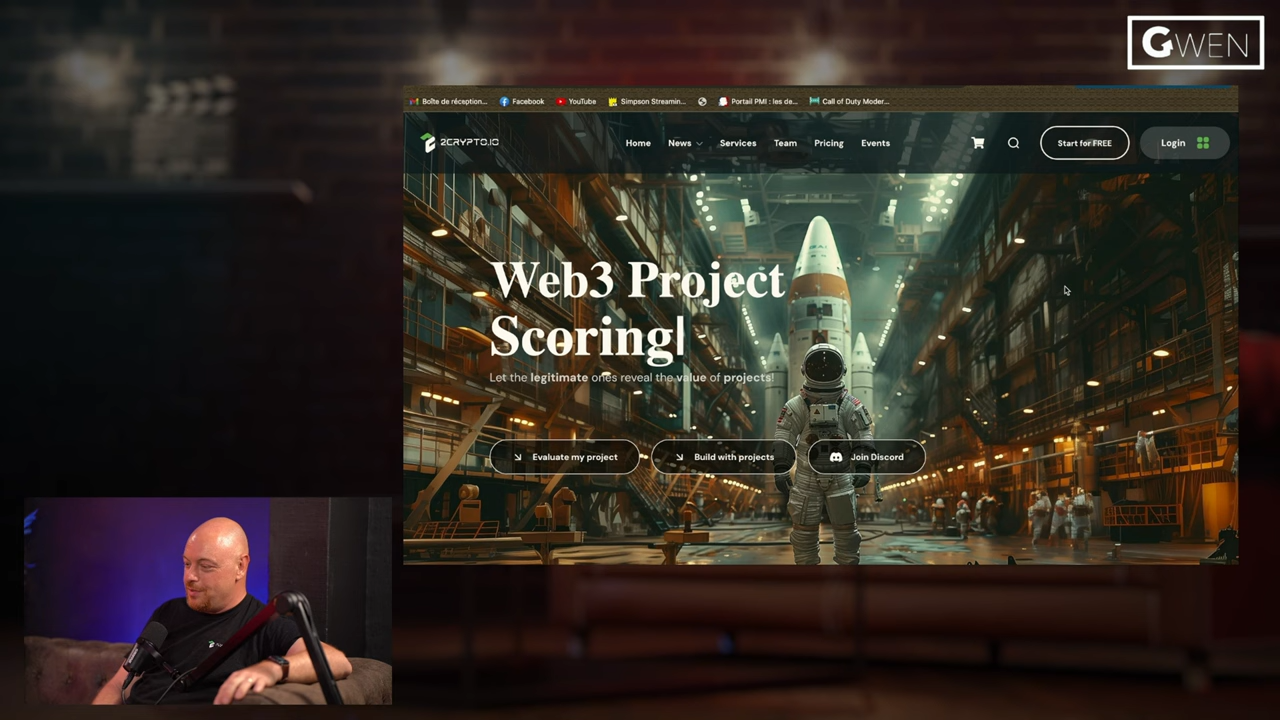 GWEN
Boîte de réception...
Facebook
YouTube
Simpson Streamin...
Portail PMI : les de...
Call of Duty Moder...
2CRYPTO.IO
Home
News
Services
Team
Pricing
Events
Start for FREE
Login
Web3 Project
Scoring
Let the legitimate ones reveal the value of projects!
Evaluate my project
Build with projects
Join Discord